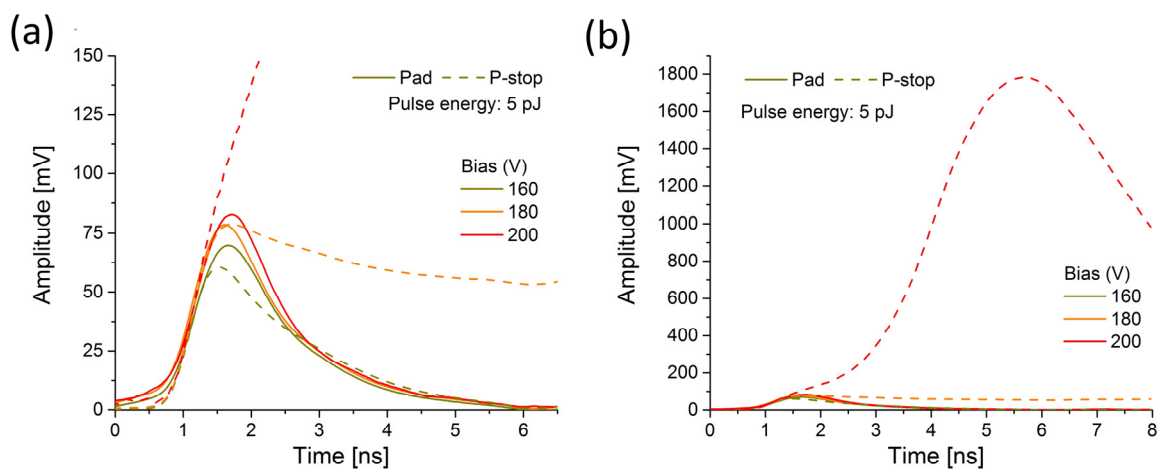 (a)
150
125
100
75
50
25
0
Amplitude [mV]
0 1 2 3 4 5 6
Time [ns]
Pad P-stop
Pulse energy: 5 pJ
Bias (V)
160
180
200
(b)
1800
1600
1400
1200
1000
800
600
400
200
0
Amplitude [mV]
0 1 2 3 4 5 6 7 8
Time [ns]
Pad P-stop
Pulse energy: 5 pJ
Bias (V)
160
180
200